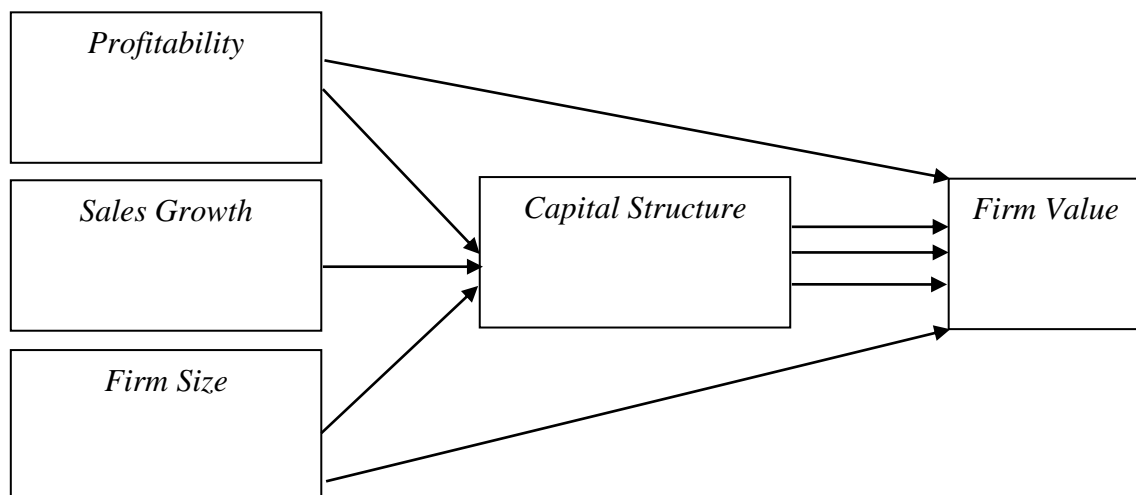 Profitability
Sales Growth
Capital Structure
Firm Value
Firm Size